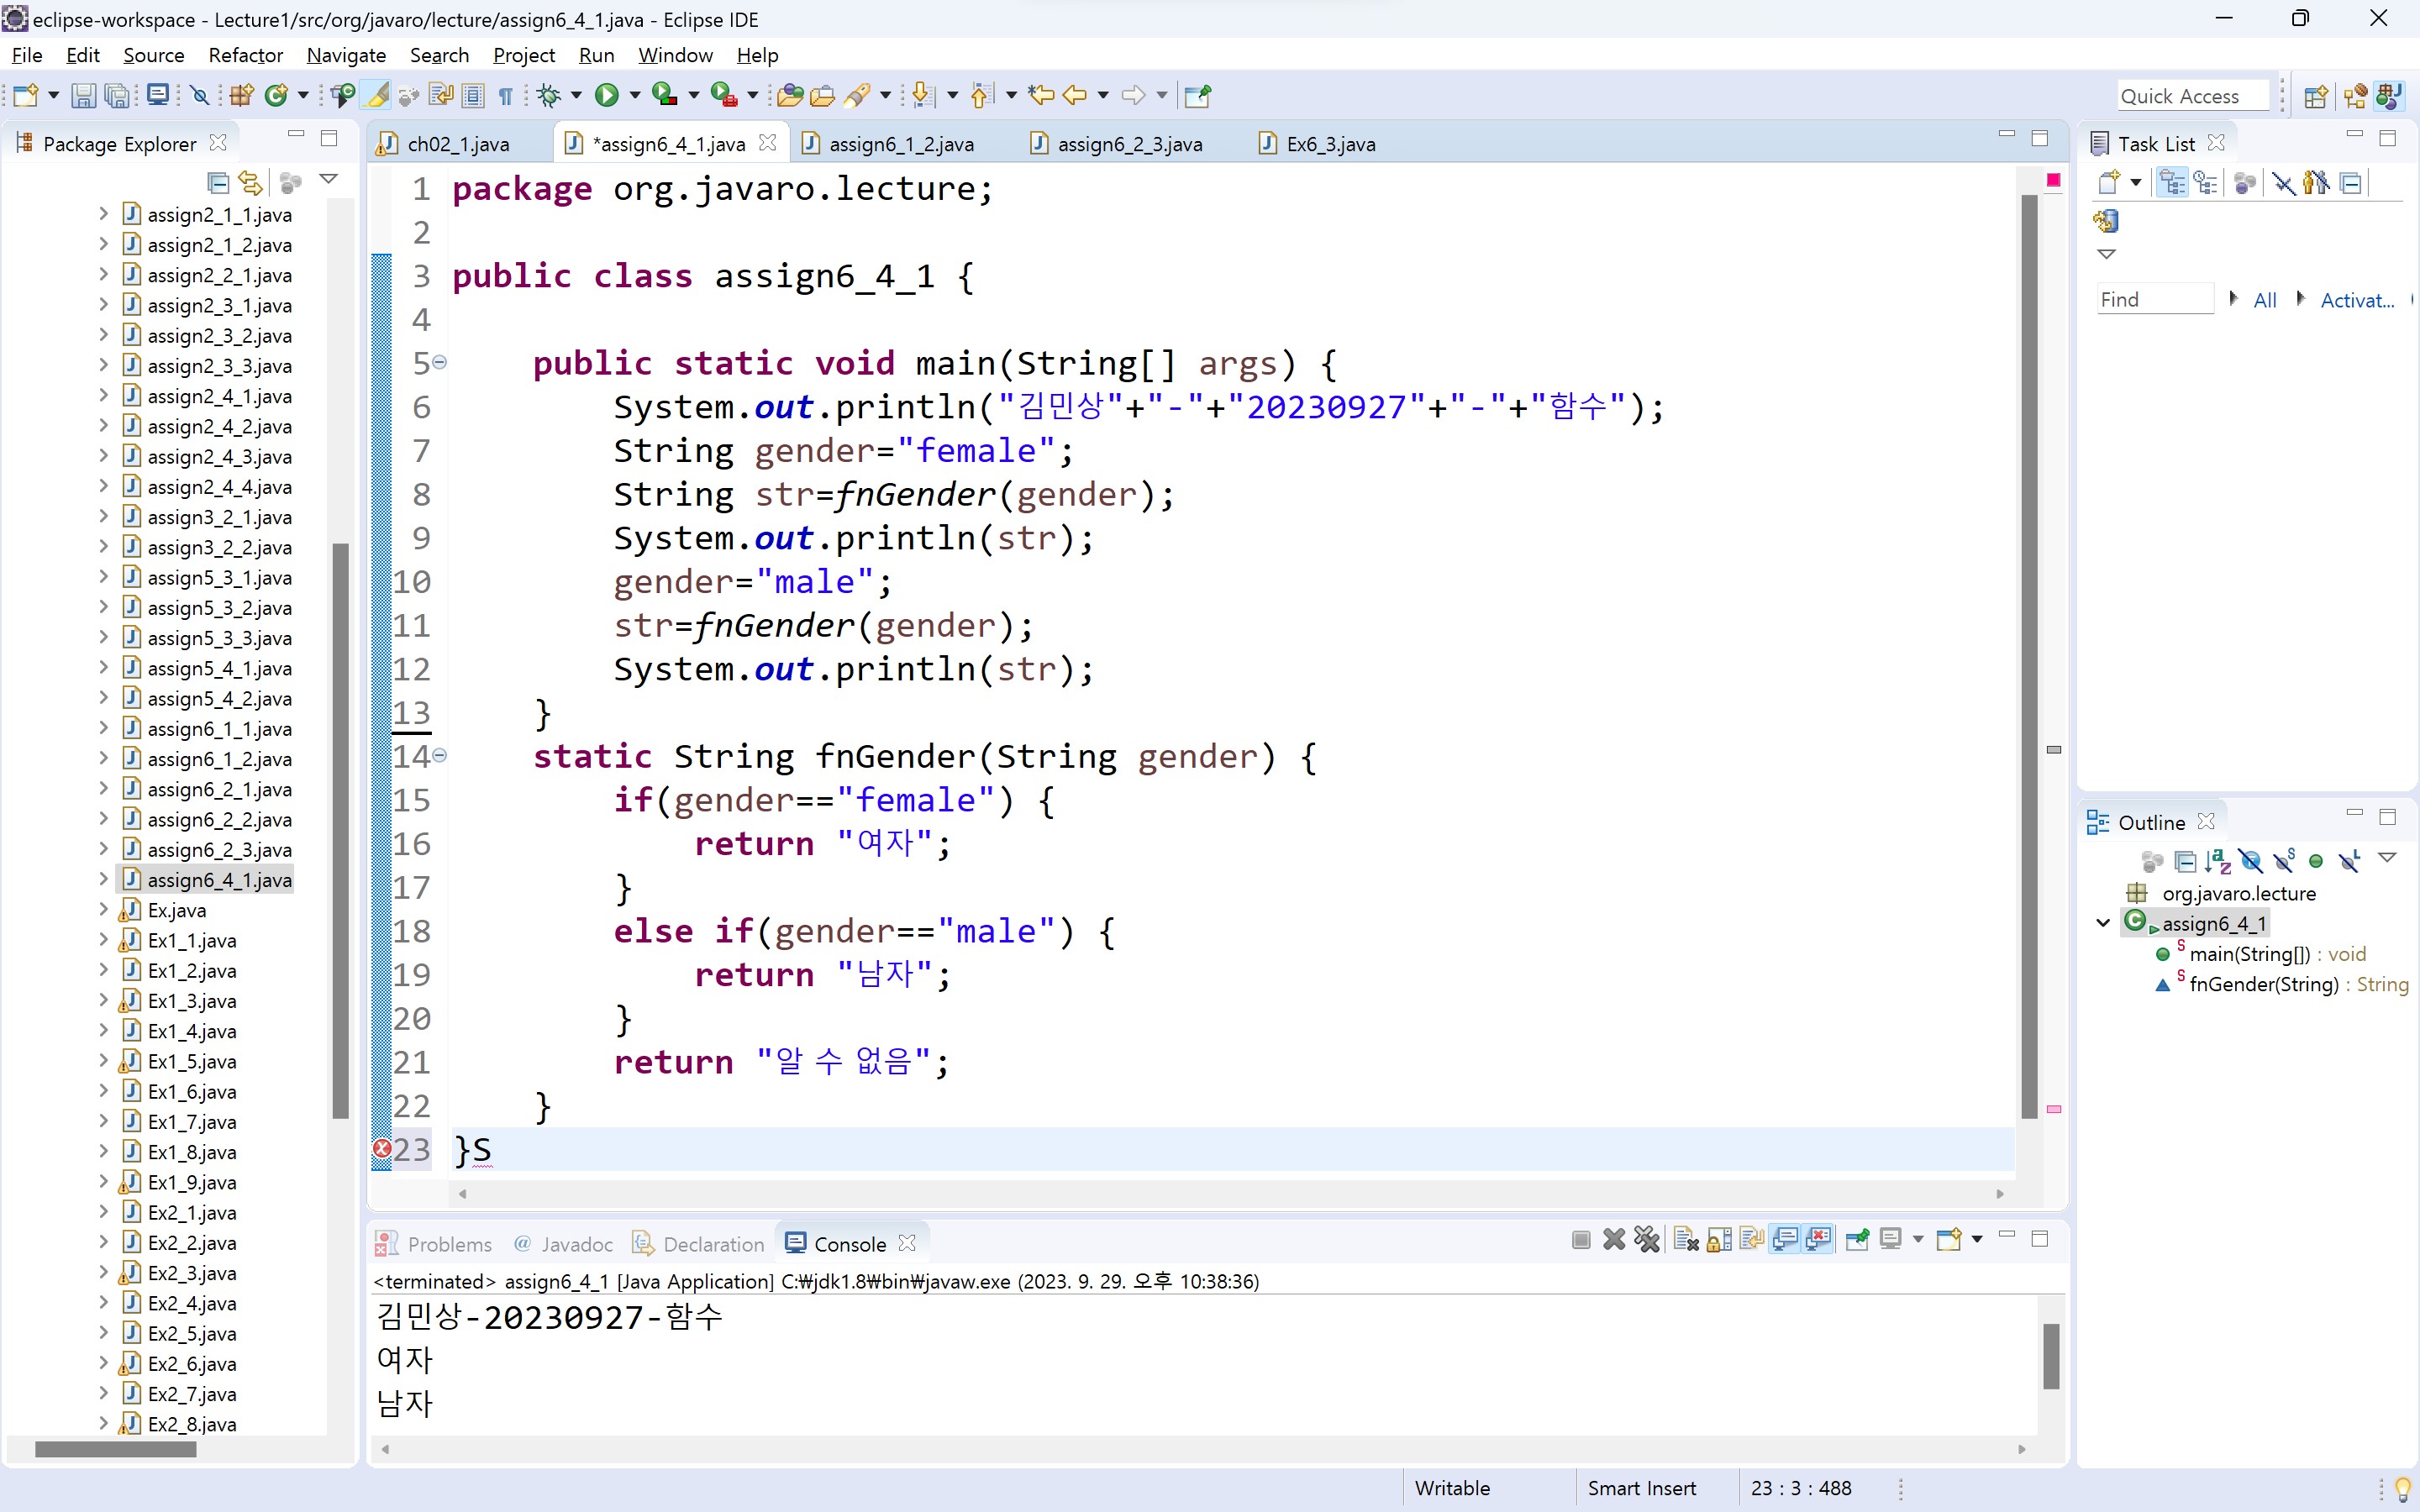 eclipse-workspace - Lecture1/src/org/javaro/lecture/assign6_4_1.java - Eclipse IDE
File Edit Source Refactor Navigate Search Project Run Window Help
Quick Access
Package Explorer
assign2_1_1.java
assign2_1_2.java
assign2_2_1.java
assign2_3_1.java
assign2_3_2.java
assign2_3_3.java
assign2_4_1.java
assign2_4_2.java
assign2_4_3.java
assign2_4_4.java
assign3_2_1.java
assign3_2_2.java
assign5_3_1.java
assign5_3_2.java
assign5_3_3.java
assign5_4_1.java
assign5_4_2.java
assign6_1_1.java
assign6_1_2.java
assign6_2_1.java
assign6_2_2.java
assign6_2_3.java
assign6_4_1.java
Ex.java
Ex1_1.java
Ex1_2.java
Ex1_3.java
Ex1_4.java
Ex1_5.java
Ex1_6.java
Ex1_7.java
Ex1_8.java
Ex1_9.java
Ex2_1.java
Ex2_2.java
Ex2_3.java
Ex2_4.java
Ex2_5.java
Ex2_6.java
Ex2_7.java
Ex2_8.java
ch02_1.java *assign6_4_1.java assign6_1_2.java assign6_2_3.java Ex6_3.java
1 package org.javaro.lecture;
2
3 public class assign6_4_1 {
4
5 public static void main(String[] args) {
6 System.out.println("김민상"+"-"+"20230927"+"-"+"함수");
7 String gender="female";
8 String str=fnGender(gender);
9 System.out.println(str);
10 gender="male";
11 str=fnGender(gender);
12 System.out.println(str);
13 }
14 static String fnGender(String gender) {
15 if(gender=="female") {
16 return "여자";
17 }
18 else if(gender=="male") {
19 return "남자";
20 }
21 return "알 수 없음";
22 }
23 }S
Problems @ Javadoc Declaration Console
<terminated> assign6_4_1 [Java Application] C:₩jdk1.8₩bin₩javaw.exe (2023. 9. 29. 오후 10:38:36)
김민상-20230927-함수
여자
남자
Task List
Find All Activat...
Outline
org.javaro.lecture
assign6_4_1
main(String[]) : void
fnGender(String) : String
Writable Smart Insert 23 : 3 : 488